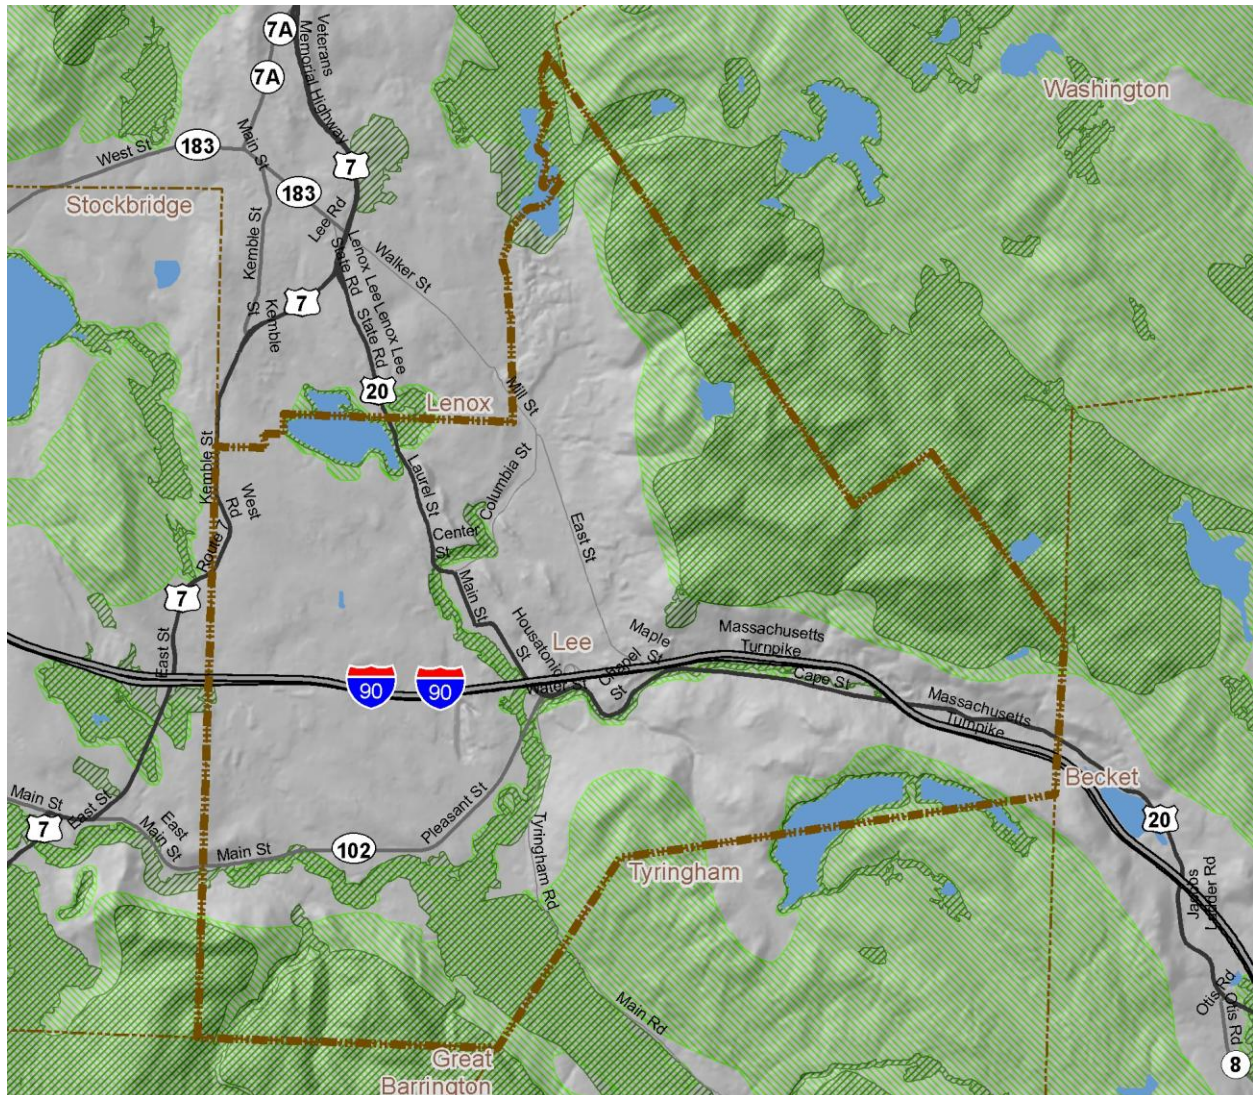 7A
Veterans
Memorial Highway
7A
Washington
Main St
West St
183
7
183
Stockbridge
Lee Rd
Kemble St
Walker St
Lenox Lee
State Rd
7
Kemble
St
Lenox Lee
State Rd
20
Mill St
Lenox
Kemble St
West
Rd
Laurel St
Columbia St
Center
St
East St
Route 7
7
Main St
Housatonic
St
Lee
Maple
St
Massachusetts
Turnpike
East St
Chapel
St
Water St
90
90
Cape St
Massachusetts
Turnpike
Becket
Main St
East St
7
Pleasant St
20
East
Main St
Main St
102
Tyringham Rd
Tyringham
Jacobs
Ladder Rd
Main Rd
Otis Rd
Otis Rd
Great
Barrington
8